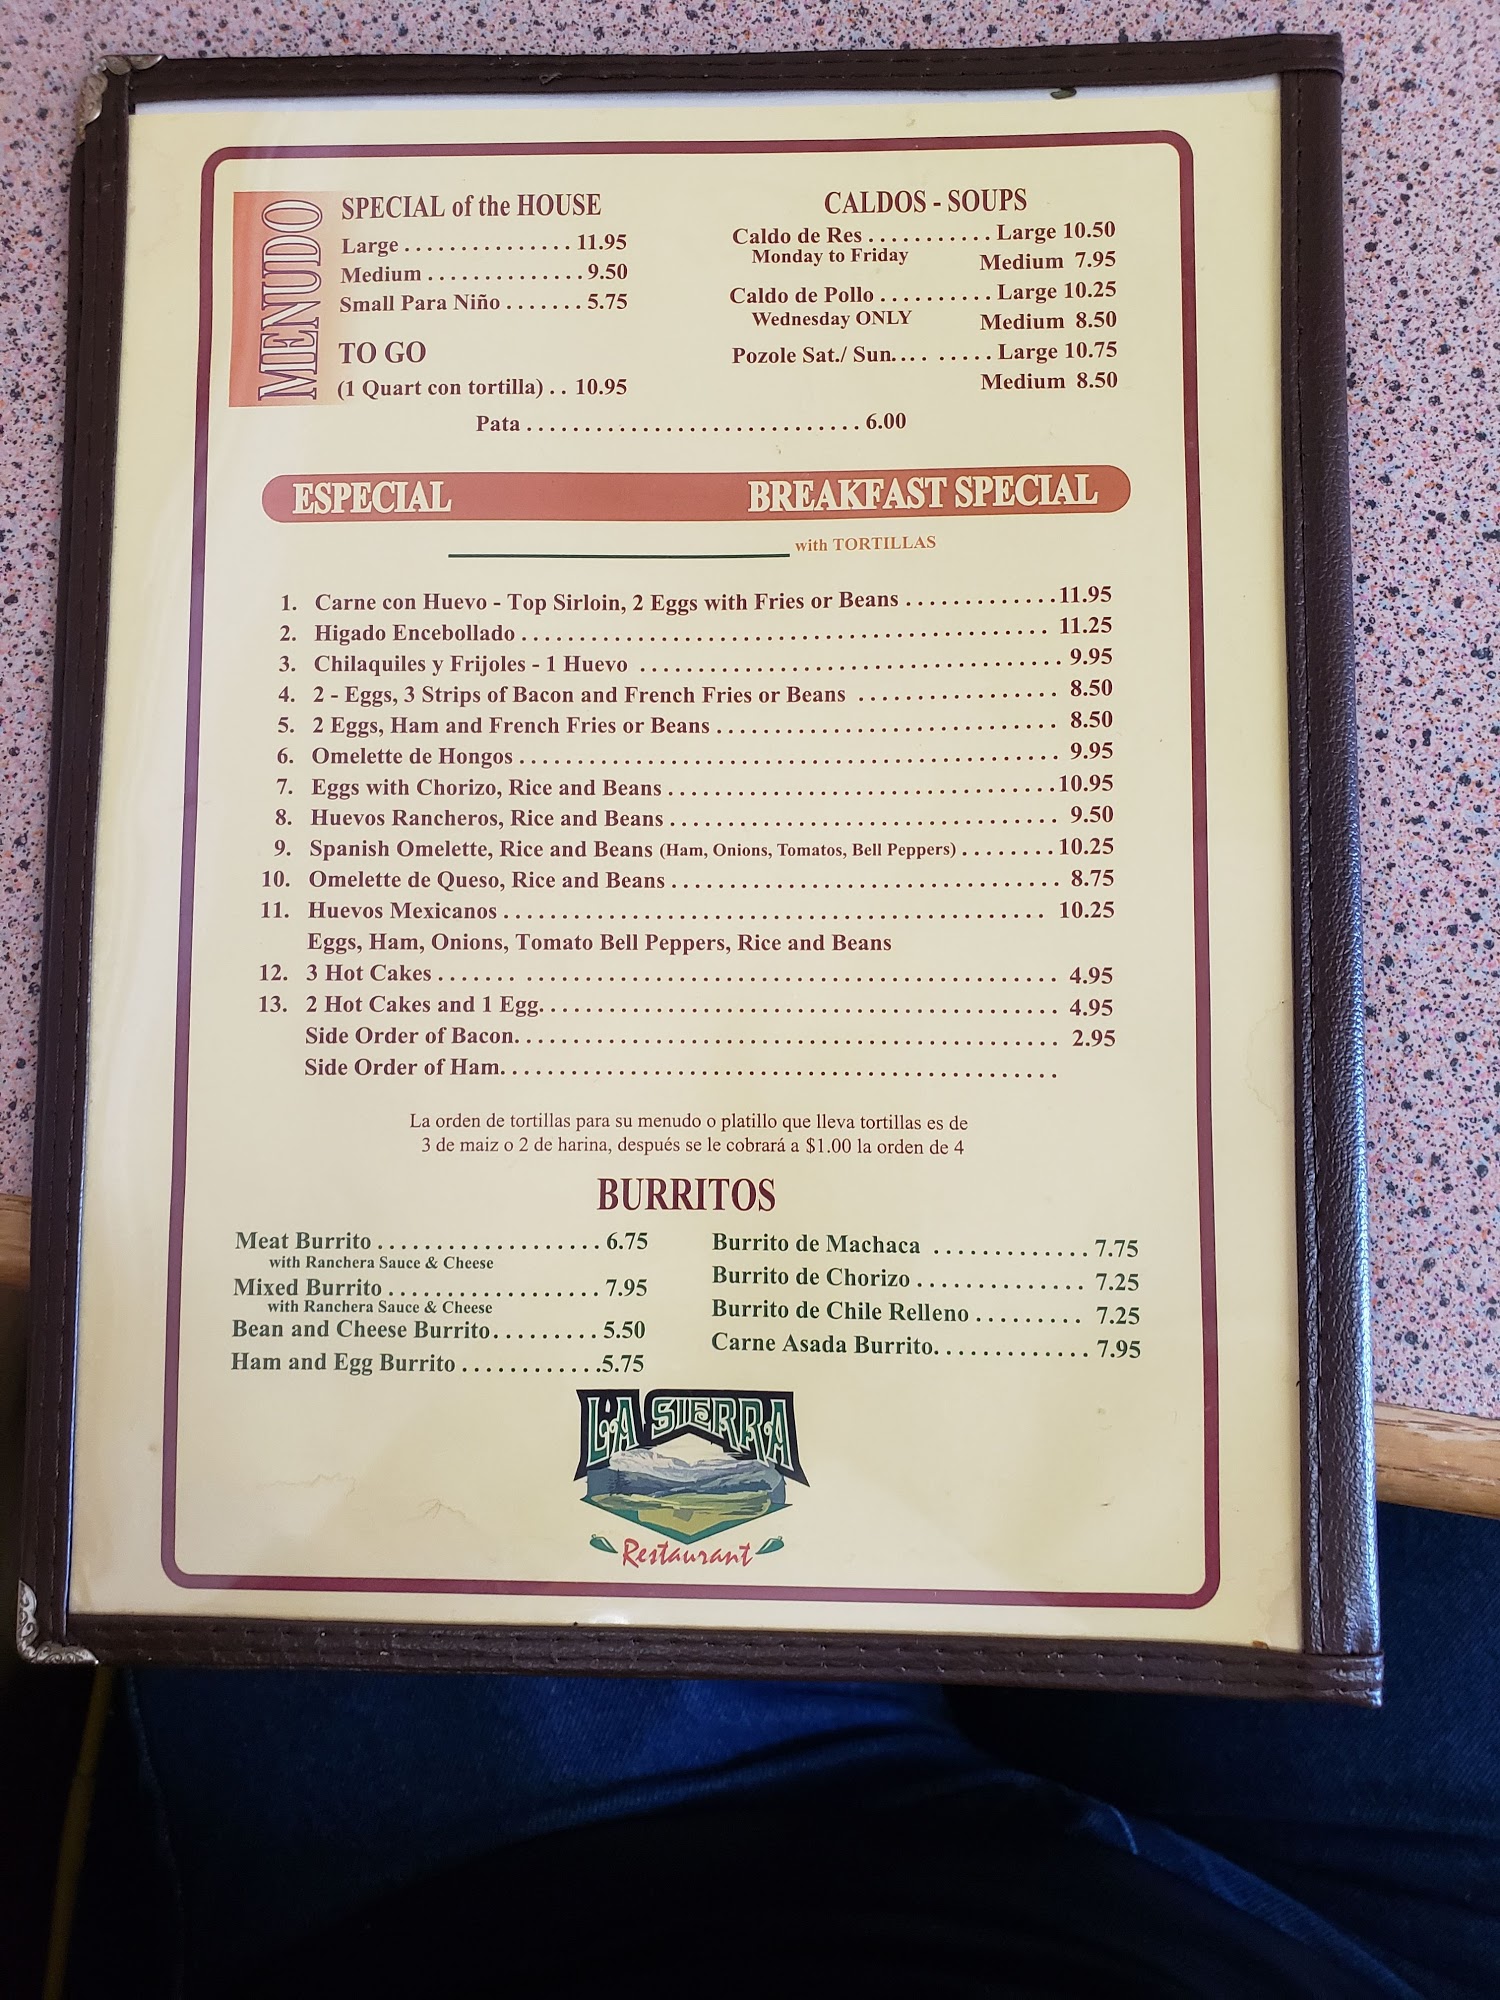 MENUDO
SPECIAL of the HOUSE
Large . . . . . . . . . . . . . . . 11.95
Medium . . . . . . . . . . . . . . 9.50
Small Para Niño . . . . . . . 5.75
TO GO
(1 Quart con tortilla) . . 10.95
CALDOS - SOUPS
Caldo de Res . . . . . . . . . . . Large 10.50
Monday to Friday Medium 7.95
Caldo de Pollo . . . . . . . . . . Large 10.25
Wednesday ONLY Medium 8.50
Pozole Sat./ Sun. . . . . . . . . Large 10.75
Medium 8.50
Pata . . . . . . . . . . . . . . . . . . . . . . . . . . . . . 6.00
ESPECIAL BREAKFAST SPECIAL
with TORTILLAS
1. Carne con Huevo - Top Sirloin, 2 Eggs with Fries or Beans . . . . . . . . . . . . . 11.95
2. Higado Encebollado . . . . . . . . . . . . . . . . . . . . . . . . . . . . . . 11.25
3. Chilaquiles y Frijoles - 1 Huevo . . . . . . . . . . . . . . . . . . . . . . . . 9.95
4. 2 - Eggs, 3 Strips of Bacon and French Fries or Beans . . . . . . . . . . . . . . . . . 8.50
5. 2 Eggs, Ham and French Fries or Beans . . . . . . . . . . . . . . . . . . . . . . . 8.50
6. Omelette de Hongos . . . . . . . . . . . . . . . . . . . . . . . . . . . . . . 9.95
7. Eggs with Chorizo, Rice and Beans . . . . . . . . . . . . . . . . . . . . . . . . 10.95
8. Huevos Rancheros, Rice and Beans . . . . . . . . . . . . . . . . . . . . . . . . 9.50
9. Spanish Omelette, Rice and Beans (Ham, Onions, Tomatos, Bell Peppers) . . . . . . . . 10.25
10. Omelette de Queso, Rice and Beans . . . . . . . . . . . . . . . . . . . . . . . . 8.75
11. Huevos Mexicanos . . . . . . . . . . . . . . . . . . . . . . . . . . . . . . 10.25
Eggs, Ham, Onions, Tomato Bell Peppers, Rice and Beans
12. 3 Hot Cakes . . . . . . . . . . . . . . . . . . . . . . . . . . . . . . 4.95
13. 2 Hot Cakes and 1 Egg. . . . . . . . . . . . . . . . . . . . . . . . . . . . 4.95
Side Order of Bacon. . . . . . . . . . . . . . . . . . . . . . . . . . . . . . 2.95
Side Order of Ham. . . . . . . . . . . . . . . . . . . . . . . . . . . . . .
La orden de tortillas para su menudo o platillo que lleva tortillas es de
3 de maiz o 2 de harina, después se le cobrará a $1.00 la orden de 4
BURRITOS
Meat Burrito . . . . . . . . . . . . . . . . . . . 6.75
with Ranchera Sauce & Cheese
Mixed Burrito . . . . . . . . . . . . . . . . . . 7.95
with Ranchera Sauce & Cheese
Bean and Cheese Burrito. . . . . . . . . 5.50
Ham and Egg Burrito . . . . . . . . . . . .5.75
Burrito de Machaca . . . . . . . . . . . . . 7.75
Burrito de Chorizo . . . . . . . . . . . . . . 7.25
Burrito de Chile Relleno . . . . . . . . . 7.25
Carne Asada Burrito. . . . . . . . . . . . . 7.95
LA SIERRA
Restaurant